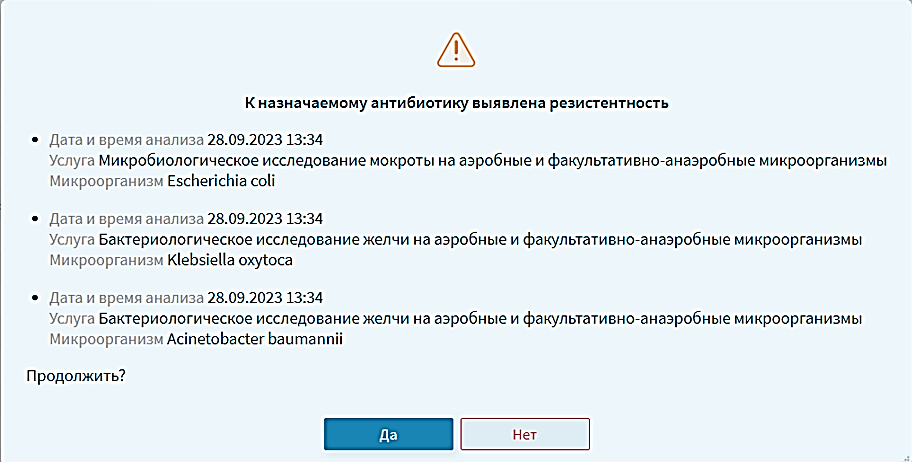 К назначаемому антибиотику выявлена резистентность
• Дата и время анализа 28.09.2023 13:34
Услуга Микробиологическое исследование мокроты на аэробные и факультативно-анаэробные микроорганизмы
Микроорганизм Escherichia coli
• Дата и время анализа 28.09.2023 13:34
Услуга Бактериологическое исследование желчи на аэробные и факультативно-анаэробные микроорганизмы
Микроорганизм Klebsiella oxytoca
• Дата и время анализа 28.09.2023 13:34
Услуга Бактериологическое исследование желчи на аэробные и факультативно-анаэробные микроорганизмы
Микроорганизм Acinetobacter baumannii
Продолжить?
Да Нет